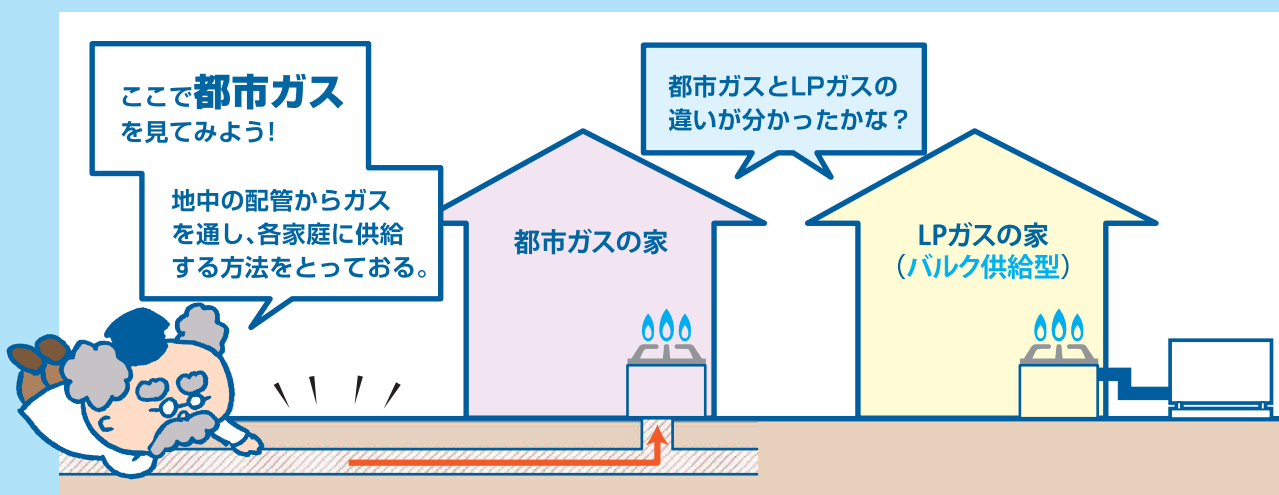 ここで都市ガス
を見てみよう!
地中の配管からガス
を通し、各家庭に供給
する方法をとっておる。
都市ガスとLPガスの
違いが分かったかな？
都市ガスの家
LPガスの家
（バルク供給型）